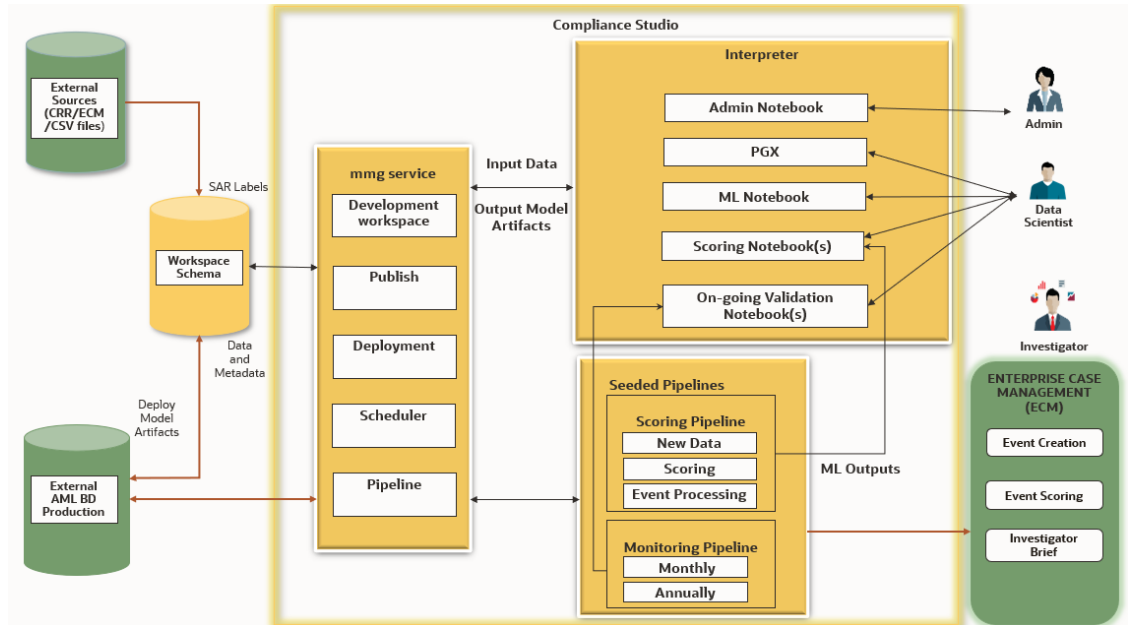 Compliance Studio
External
Sources
(CRR/ECM
/CSV files)
SAR Labels
Workspace
Schema
Data
and
Metadata
Deploy
Model
Artifacts
External
AML BD
Production
mmg service
Development
workspace
Publish
Deployment
Scheduler
Pipeline
Input Data
Output Model
Artifacts
Interpreter
Admin Notebook
PGX
ML Notebook
Scoring Notebook(s)
On-going Validation
Notebook(s)
Seeded Pipelines
Scoring Pipeline
New Data
Scoring
Event Processing
Monitoring Pipeline
Monthly
Annually
ML Outputs
Admin
Data
Scientist
Investigator
ENTERPRISE CASE
MANAGEMENT
(ECM)
Event Creation
Event Scoring
Investigator
Brief